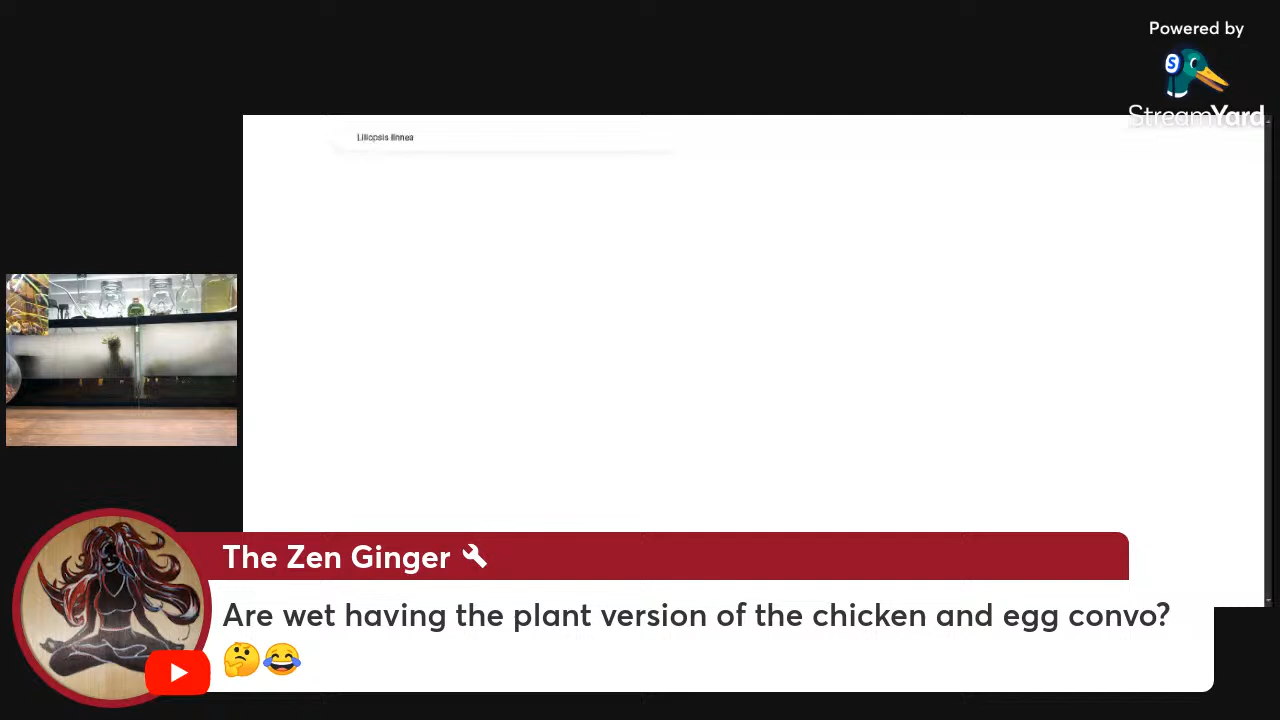 Powered by
StreamYard
Liliopsis linnea
The Zen Ginger
Are wet having the plant version of the chicken and egg convo?
🤔😂